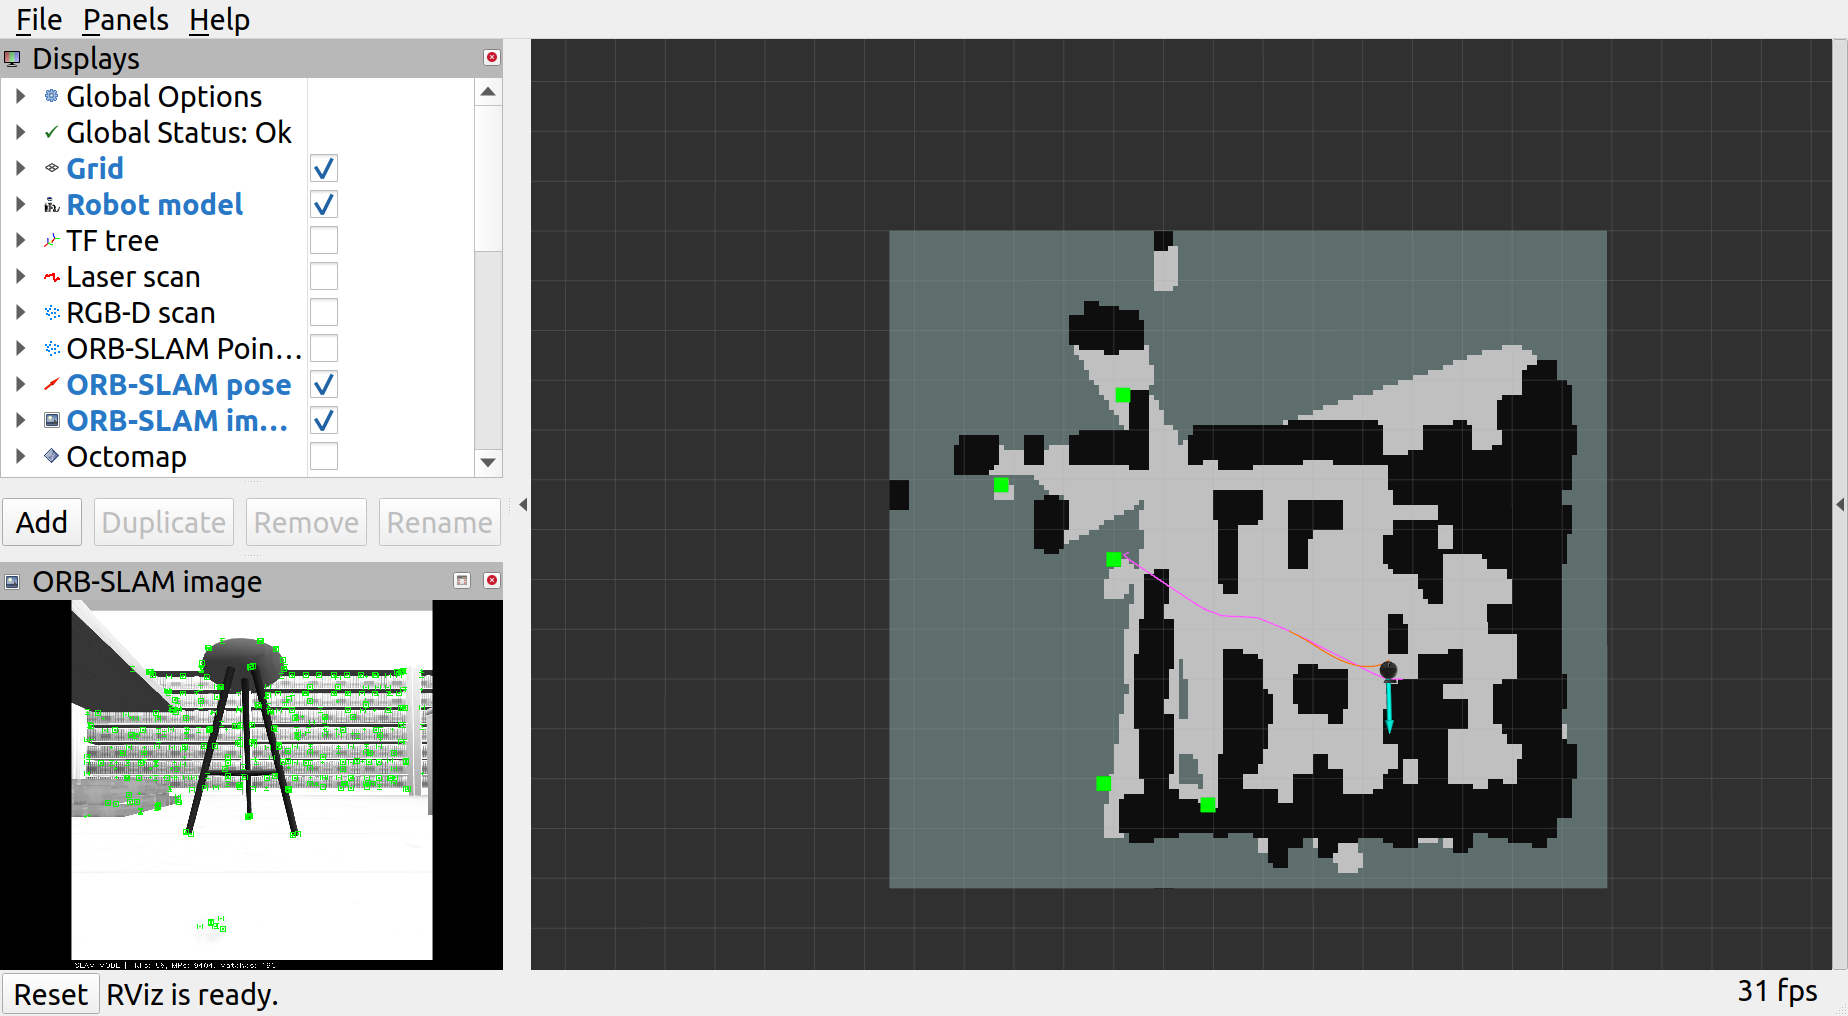 File Panels Help
Displays
Global Options
Global Status: Ok
Grid
Robot model
TF tree
Laser scan
RGB-D scan
ORB-SLAM Poin...
ORB-SLAM pose
ORB-SLAM im...
Octomap
Add Duplicate Remove Rename
ORB-SLAM image
SLAM MODE |
Reset RViz is ready.
31 fps